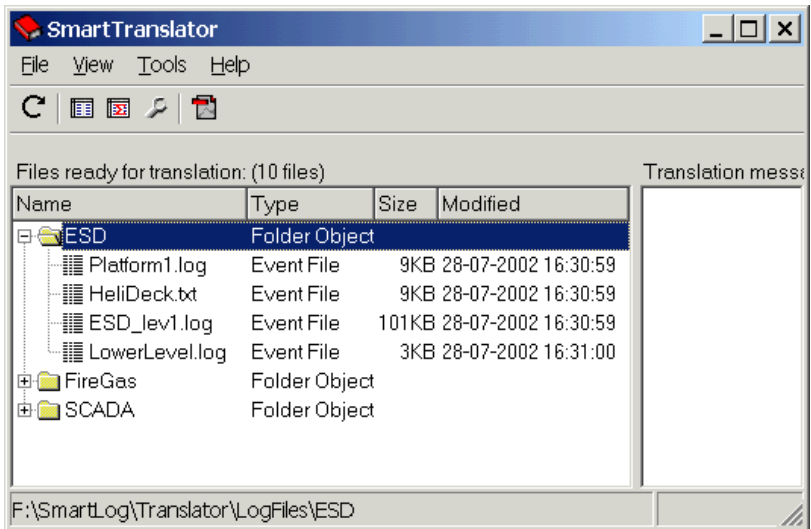 SmartTranslator
File View Tools Help
Files ready for translation: (10 files) Translation messa
Name Type Size Modified
ESD Folder Object
Platform1.log Event File 9KB 28-07-2002 16:30:59
HeliDeck.txt Event File 9KB 28-07-2002 16:30:59
ESD_lev1.log Event File 101KB 28-07-2002 16:30:59
LowerLevel.log Event File 3KB 28-07-2002 16:31:00
FireGas Folder Object
SCADA Folder Object
F:\SmartLog\Translator\LogFiles\ESD